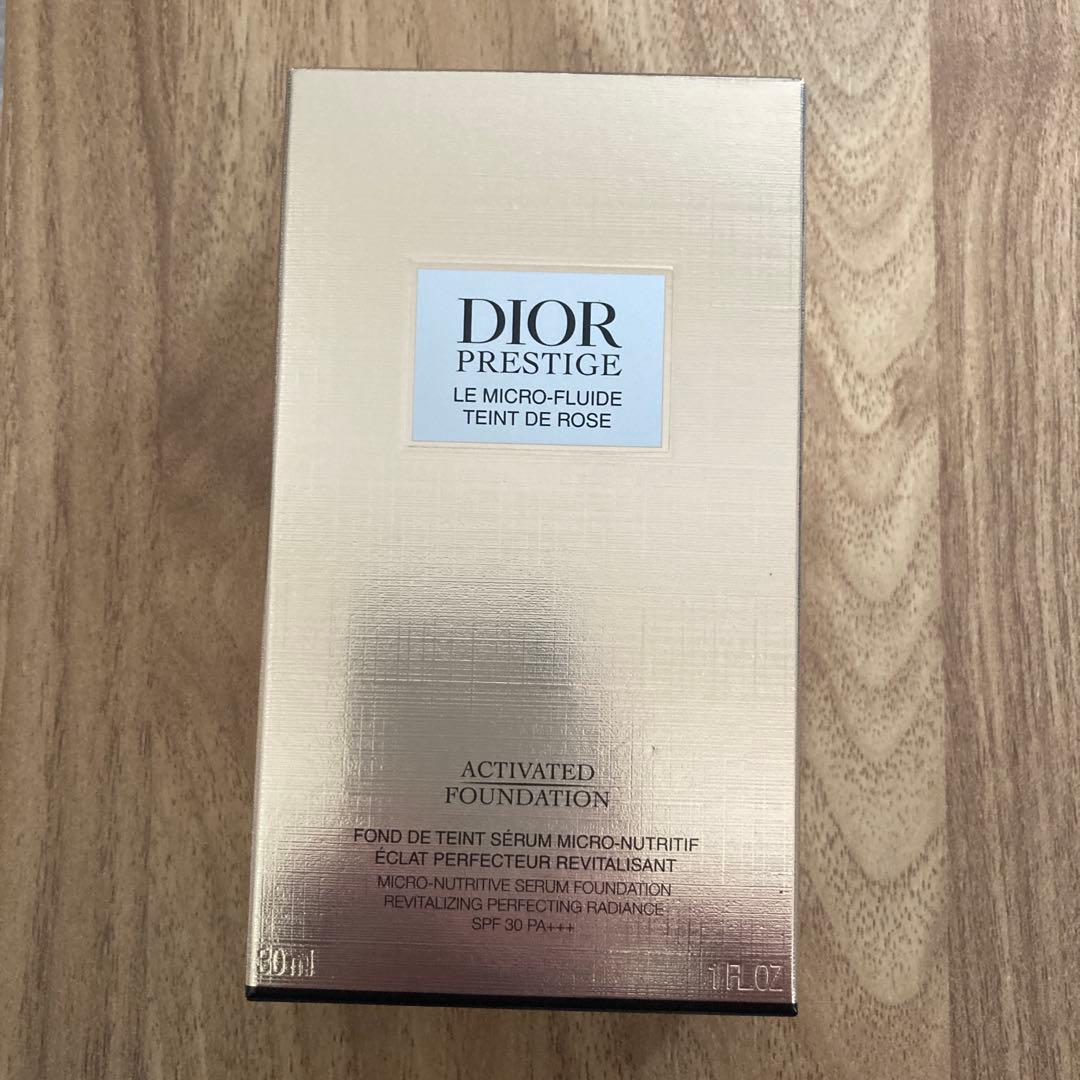 DIOR
PRESTIGE
LE MICRO-FLUIDE
TEINT DE ROSE
ACTIVATED
FOUNDATION
FOND DE TEINT SÉRUM MICRO-NUTRITIF
ÉCLAT PERFECTEUR REVITALISANT
MICRO-NUTRITIVE SERUM FOUNDATION
REVITALIZING PERFECTING RADIANCE
SPF 30 PA+++
30 ml
1 FL.OZ